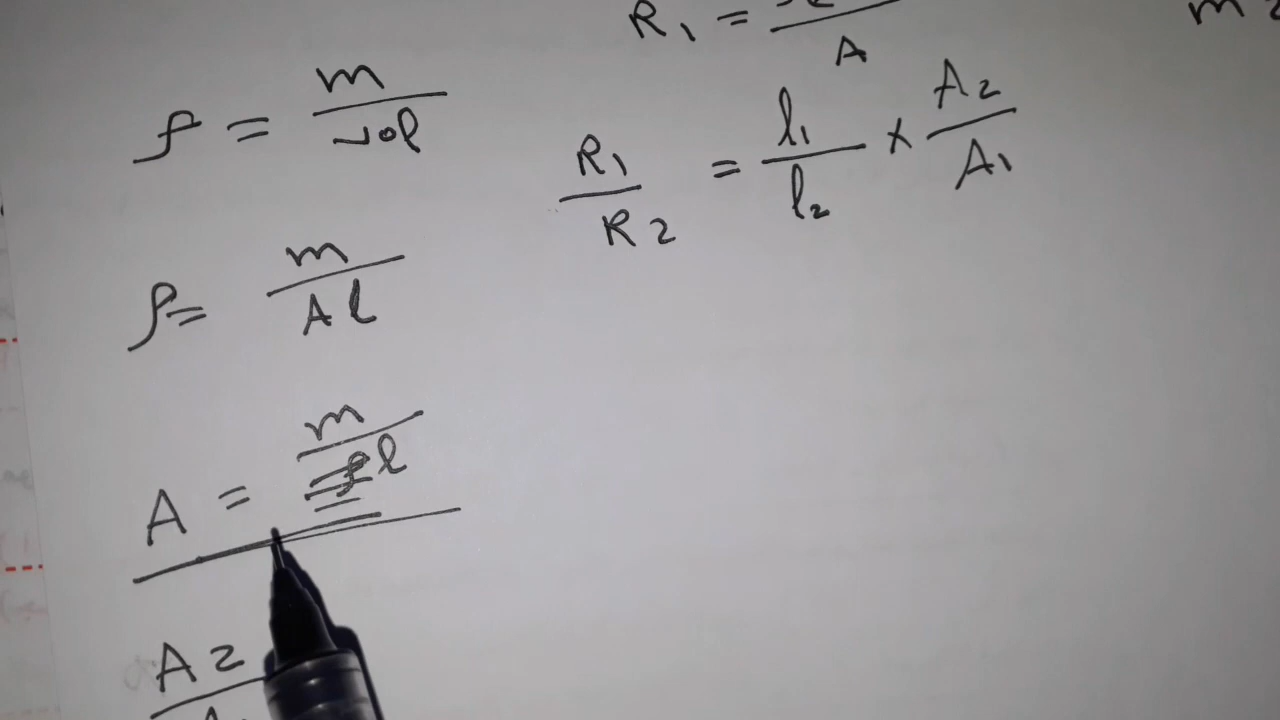 ρ = m / vol
R1 = / A
R1 / R2 = l1 / l2 × A2 / A1
ρ = m / Al
A = m / ρl
A2
m